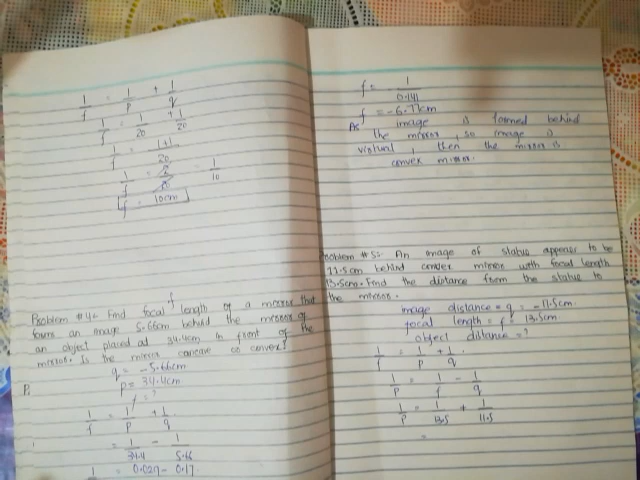 1/f = 1/p + 1/q
1/f = 1/20 + 1/20
1/f = 1+1/20
1/f = 2/20 = 1/10
f = 10cm
Problem #4:- Find focal length of a mirror that
forms an image 5.66cm behind the mirror of
an object placed at 34.4cm in front of the
mirror. Is the mirror concave or convex?
q = -5.66cm
P.
p = 34.4cm
f = ?
1/f = 1/p + 1/q
= 1/34.4 - 1/5.66
1/ = 0.029 - 0.17
f = 1/0.141
f = -6.77cm
As image is formed behind
the mirror, so image is
virtual, then the mirror is
convex mirror.
Problem #5:- An image of statue appear to be
11.5cm behind convex mirror with focal length
13.5cm. Find the distance from the statue to
the mirror.
image distance = q = -11.5cm
focal length = f = 13.5cm
object distance = ?
1/f = 1/p + 1/q
1/p = 1/f - 1/q
1/p = 1/13.5 + 1/11.5
=